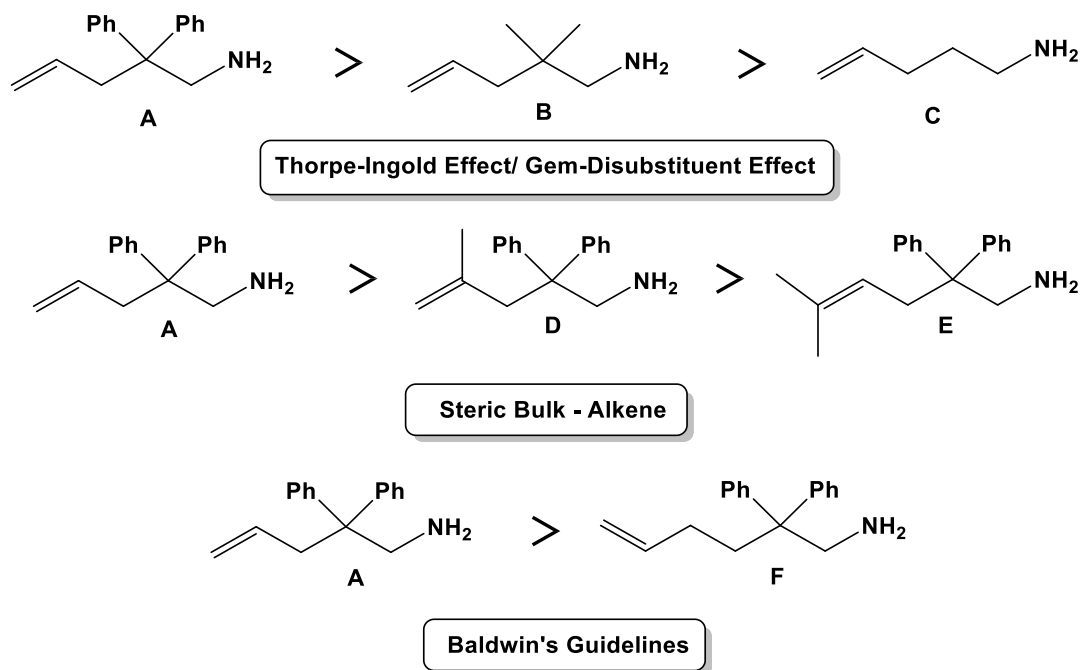 Ph Ph
NH2 > NH2 > NH2
A B C
Thorpe-Ingold Effect/ Gem-Disubstituent Effect
Ph Ph Ph Ph Ph Ph
NH2 > NH2 > NH2
A D E
Steric Bulk - Alkene
Ph Ph Ph Ph
NH2 > NH2
A F
Baldwin's Guidelines